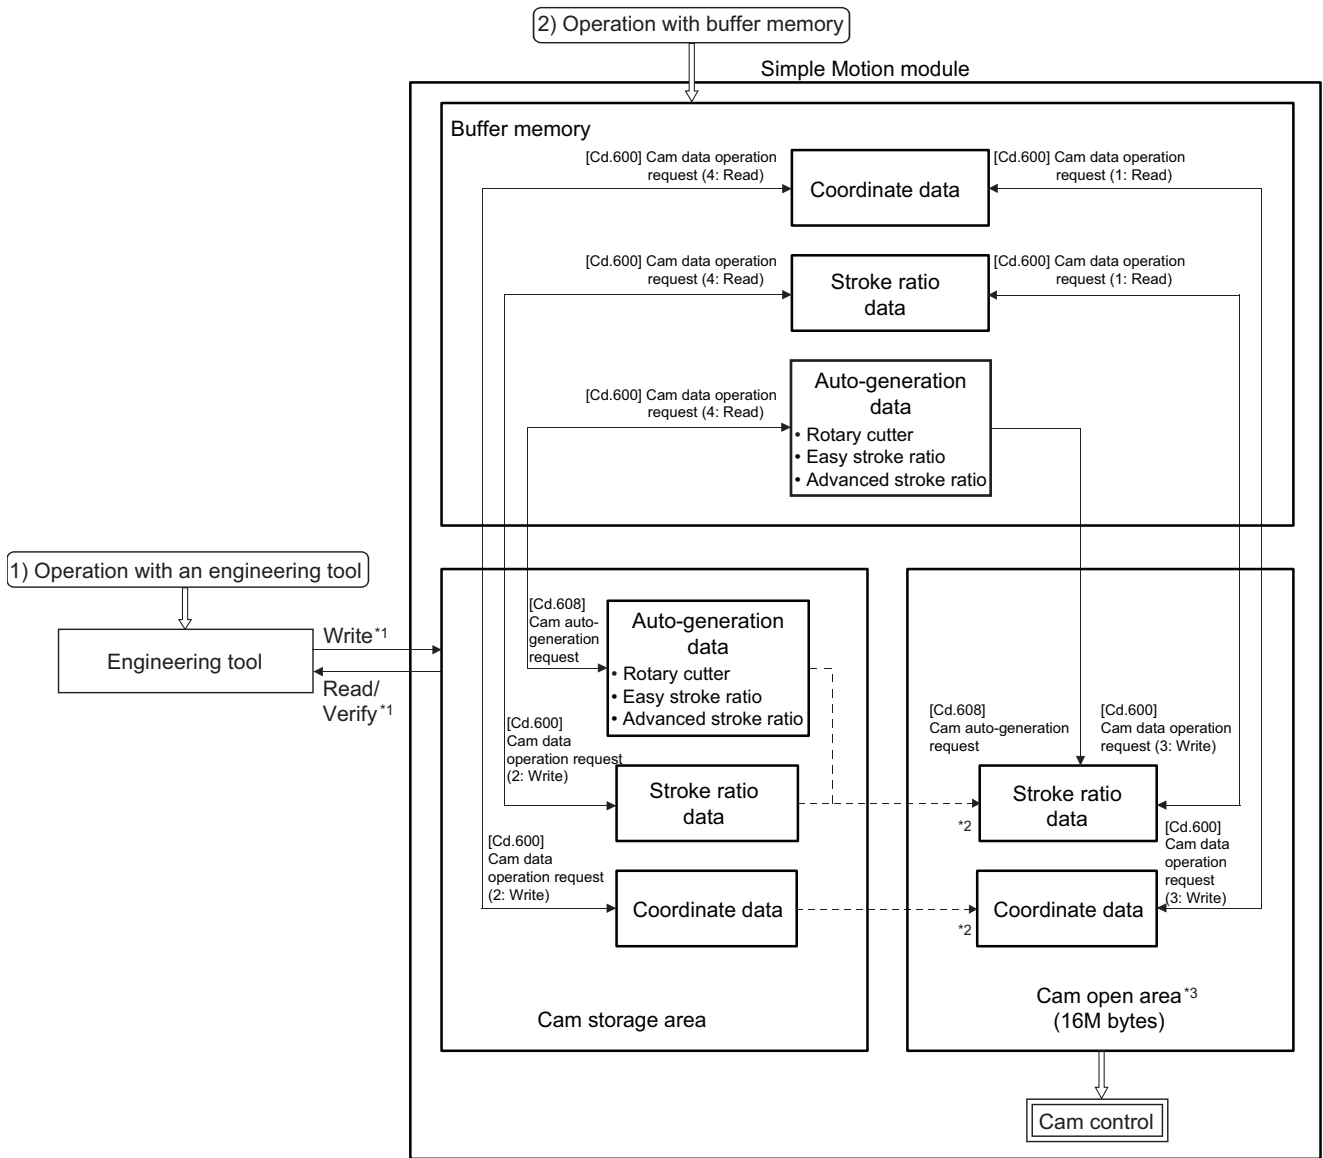 2) Operation with buffer memory
Simple Motion module
Buffer memory
[Cd.600] Cam data operation
request (4: Read)
Coordinate data
[Cd.600] Cam data operation
request (1: Read)
[Cd.600] Cam data operation
request (4: Read)
Stroke ratio
data
[Cd.600] Cam data operation
request (1: Read)
[Cd.600] Cam data operation
request (4: Read)
Auto-generation
data
• Rotary cutter
• Easy stroke ratio
• Advanced stroke ratio
1) Operation with an engineering tool
Engineering tool
Write*1
Read/
Verify*1
[Cd.608]
Cam auto-
generation
request
Auto-generation
data
• Rotary cutter
• Easy stroke ratio
• Advanced stroke ratio
[Cd.600]
Cam data
operation request
(2: Write)
Stroke ratio
data
[Cd.600]
Cam data
operation request
(2: Write)
Coordinate data
Cam storage area
[Cd.608]
Cam auto-generation
request
[Cd.600]
Cam data operation
request (3: Write)
Stroke ratio
data
*2
[Cd.600]
Cam data
operation
request
(3: Write)
Coordinate data
*2
Cam open area*3
(16M bytes)
Cam control